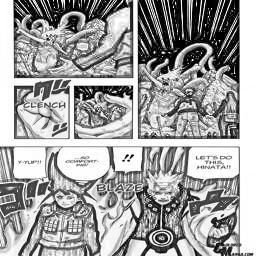 CLENCH
LET'S DO
THIS,
HINATA!!
!!
...SO
COMFORT-
ING!
BLAZE
Y-YUP!!